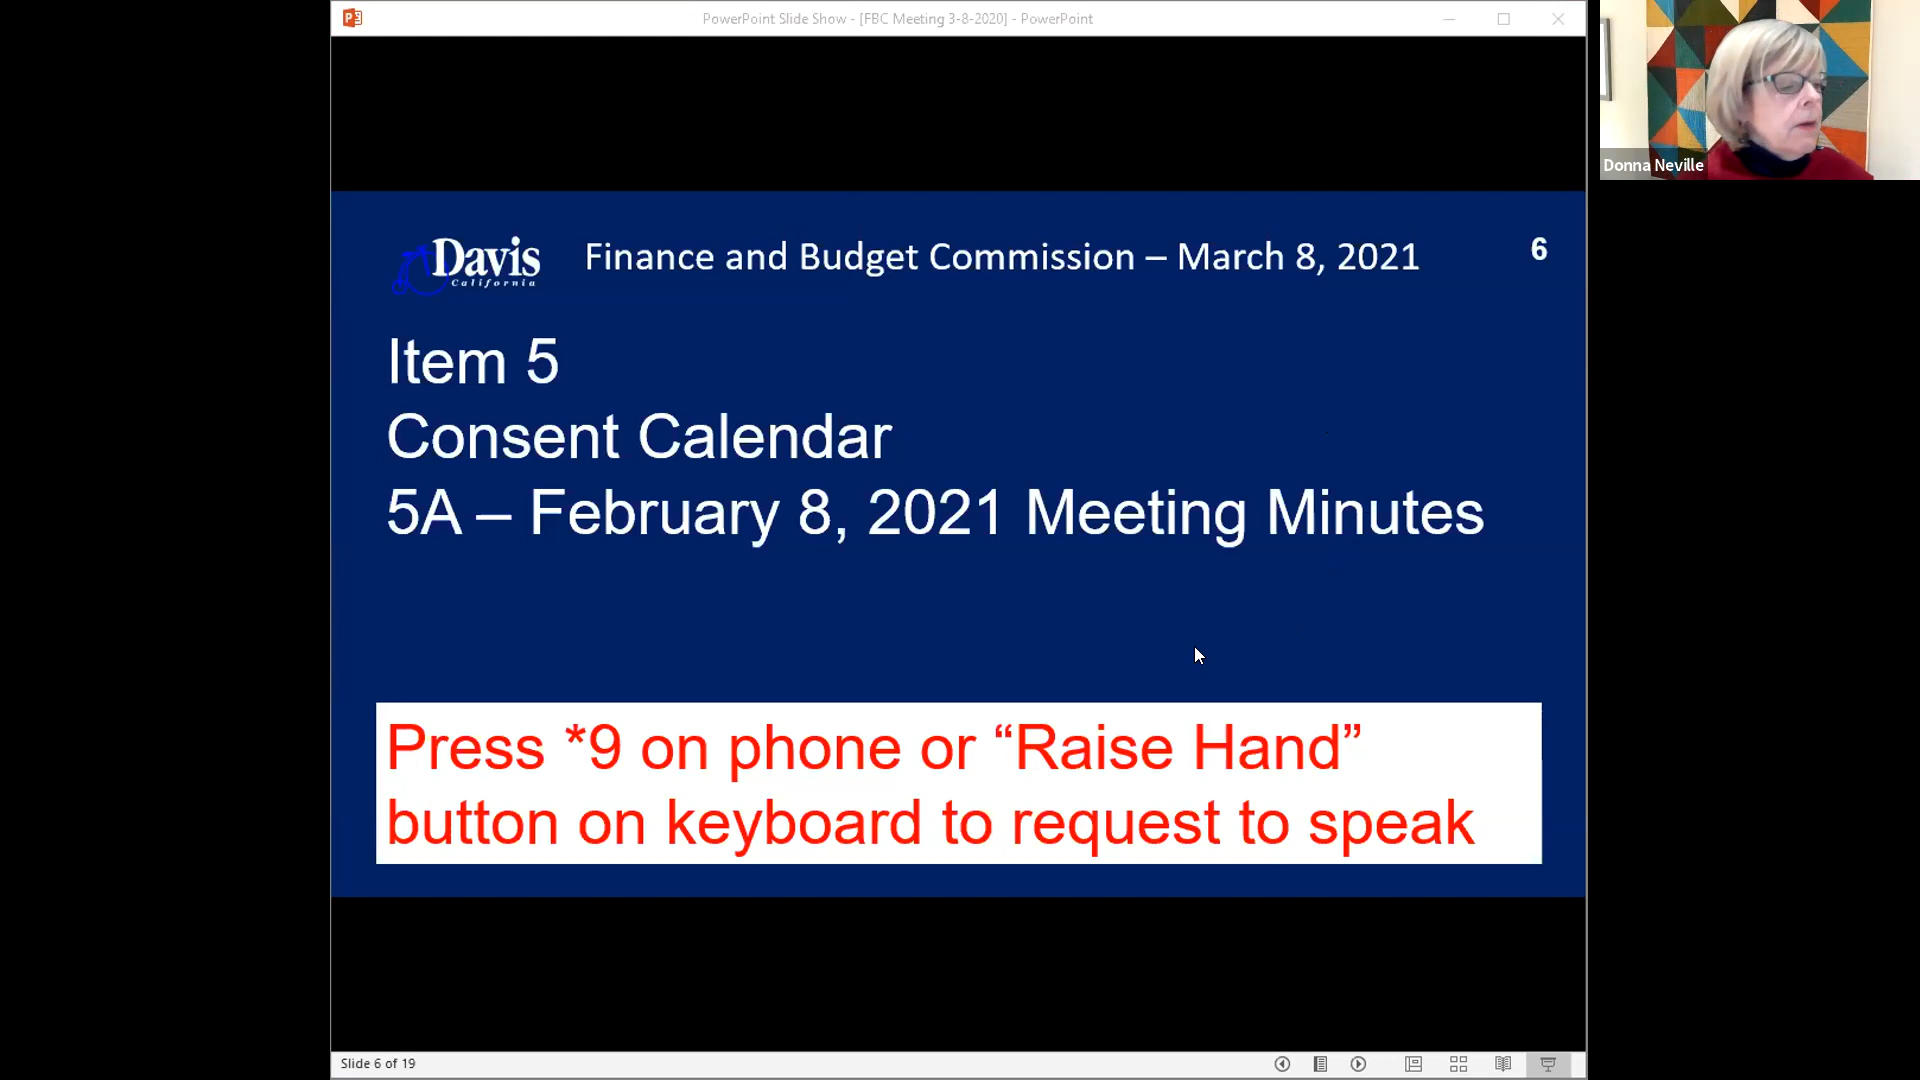 PowerPoint Slide Show - [FBC Meeting 3-8-2020] - PowerPoint
Donna Neville
Davis
California
Finance and Budget Commission – March 8, 2021
6
Item 5
Consent Calendar
5A – February 8, 2021 Meeting Minutes
Press *9 on phone or “Raise Hand”
button on keyboard to request to speak
Slide 6 of 19